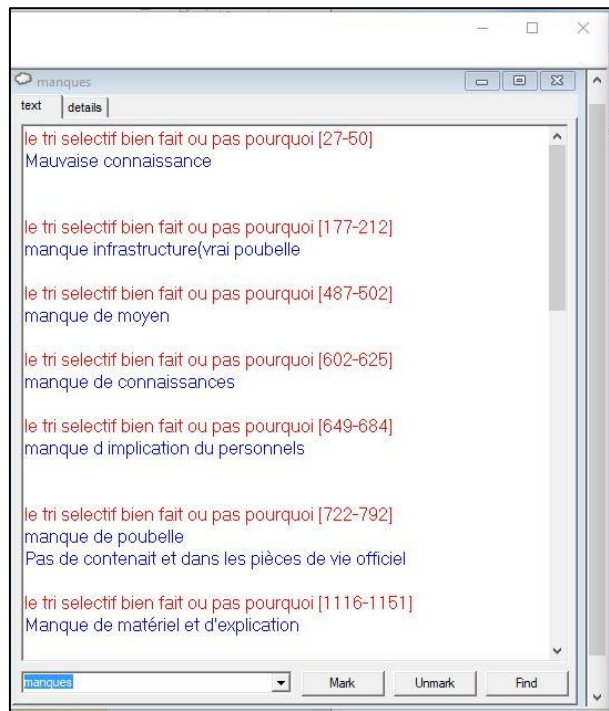 manques
text
details
le tri selectif bien fait ou pas pourquoi [27-50]
Mauvaise connaissance
le tri selectif bien fait ou pas pourquoi [177-212]
manque infrastructure(vrai poubelle
le tri selectif bien fait ou pas pourquoi [487-502]
manque de moyen
le tri selectif bien fait ou pas pourquoi [602-625]
manque de connaissances
le tri selectif bien fait ou pas pourquoi [649-684]
manque d implication du personnels
le tri selectif bien fait ou pas pourquoi [722-792]
manque de poubelle
Pas de contenait et dans les pièces de vie officiel
le tri selectif bien fait ou pas pourquoi [1116-1151]
Manque de matériel et d'explication
manques Mark Unmark Find